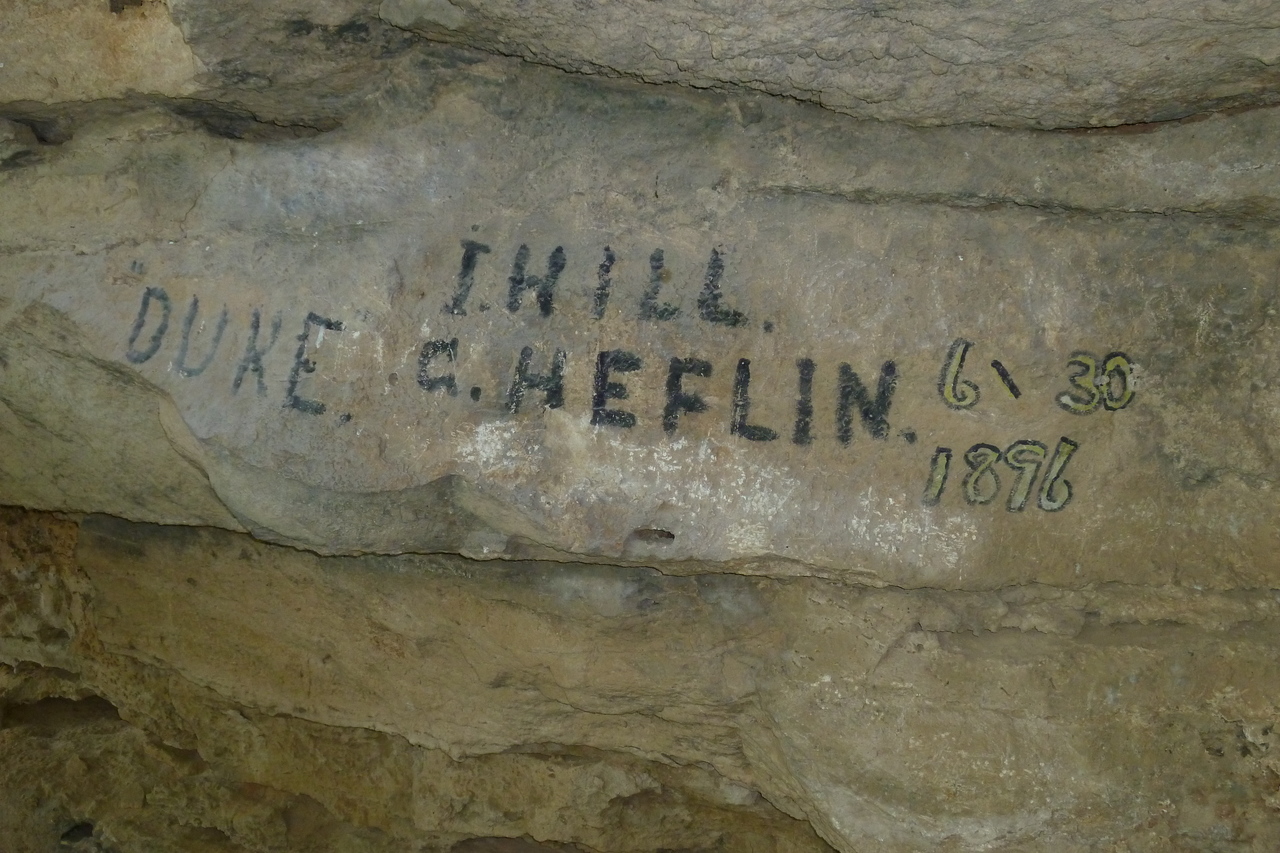 I. HILL.
"DUKE. G. HEFLIN. 6\ 30
1896